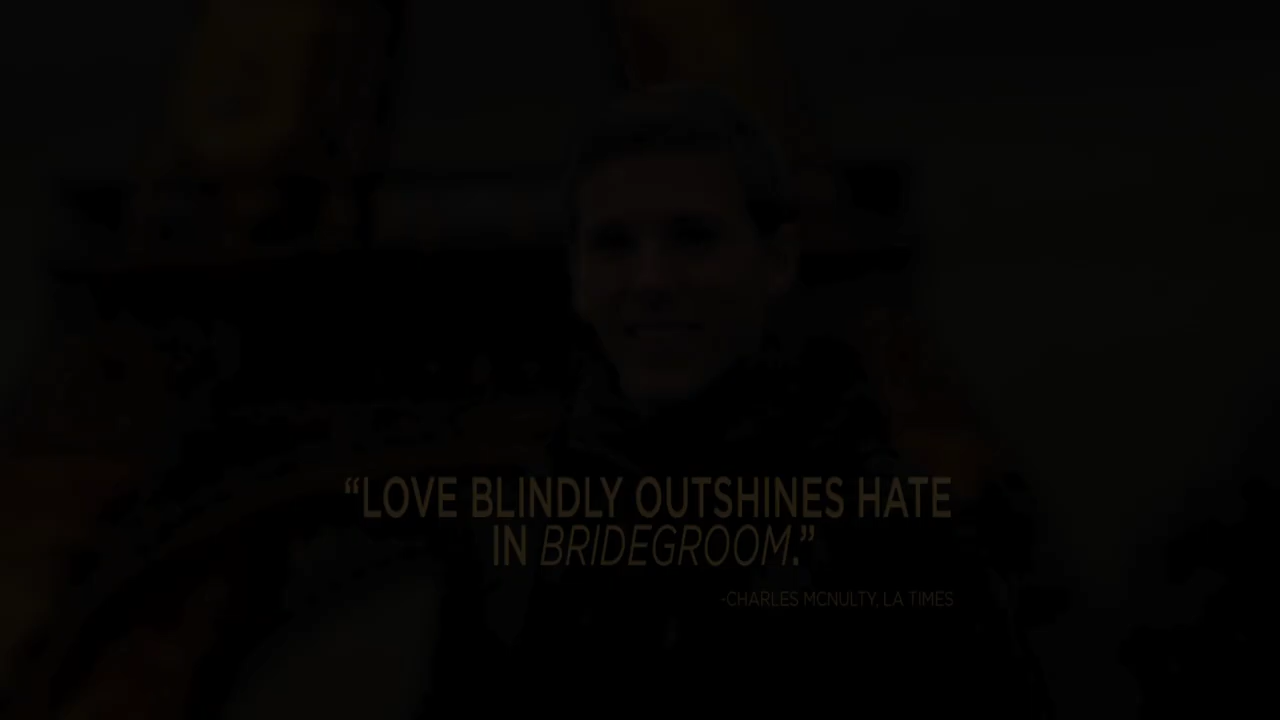 “LOVE BLINDLY OUTSHINES HATE
IN BRIDEGROOM.”
-CHARLES MCNULTY, LA TIMES